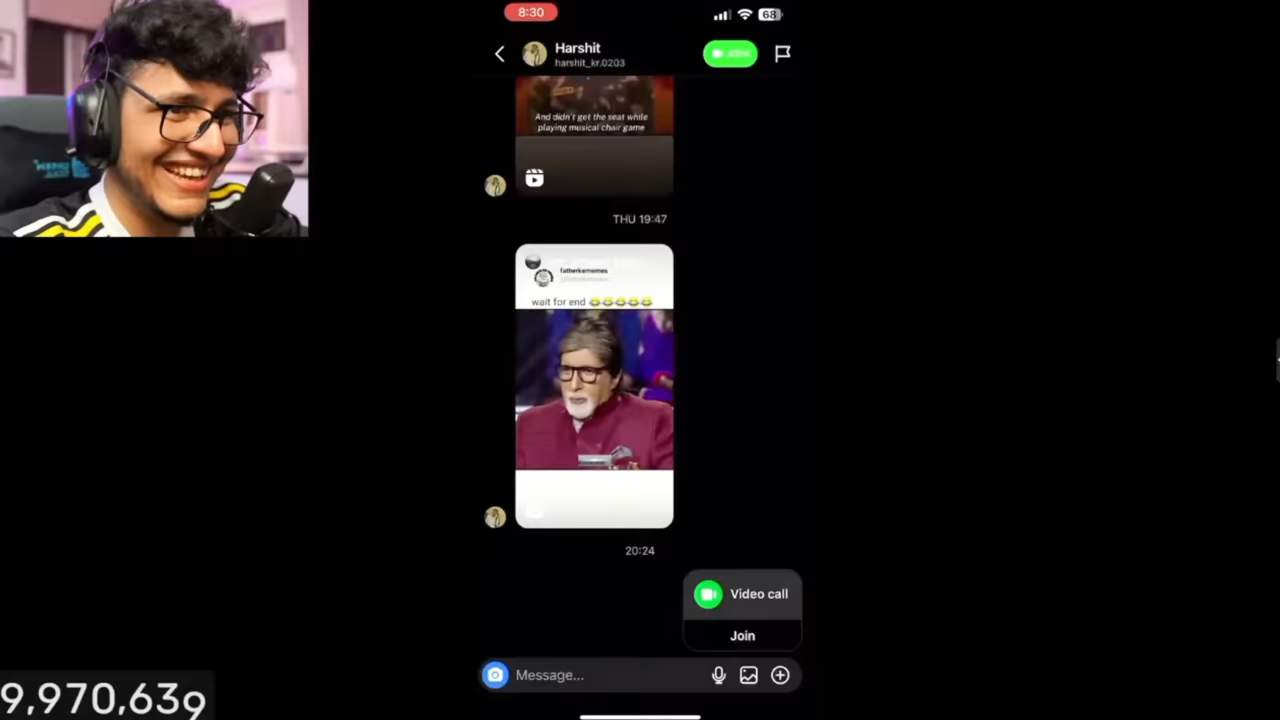 8:30
68
Harshit
harshit_kr.0203
And didn't get the seat while
playing musical chair game
THU 19:47
fatherkememes
wait for end 😂😂😂😂😂
20:24
Video call
Join
Message...
9,970,639